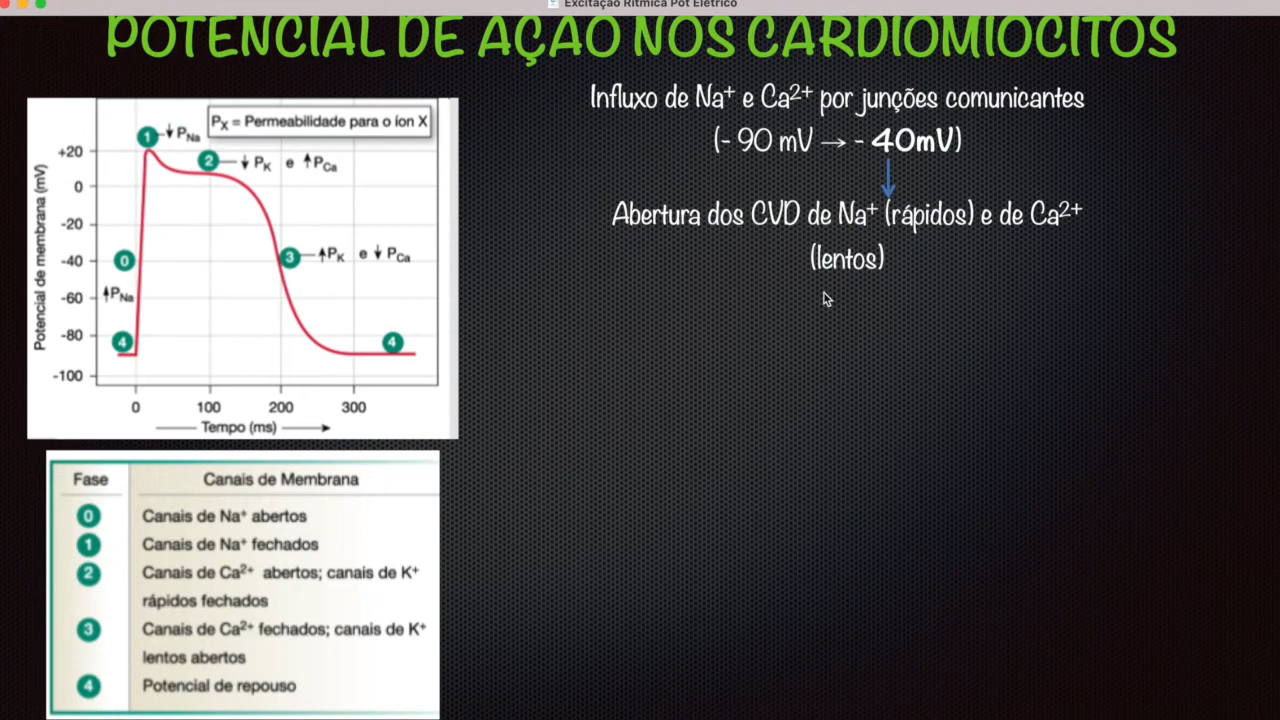 Excitação Rítmica Pot Elétrico
POTENCIAL DE AÇÃO NOS CARDIOMIÓCITOS
Influxo de Na⁺ e Ca²⁺ por junções comunicantes
(- 90 mV → - 40mV)
Abertura dos CVD de Na⁺ (rápidos) e de Ca²⁺
(lentos)
Pₓ = Permeabilidade para o íon X
Potencial de membrana (mV)
+20
0
-20
-40
-60
-80
-100
1 ↓ PNa
2 ↓ PK e ↑PCa
0
↑PNa
3 ↑PK e ↓ PCa
4
4
0 100 200 300
Tempo (ms)
Fase Canais de Membrana
0 Canais de Na⁺ abertos
1 Canais de Na⁺ fechados
2 Canais de Ca²⁺ abertos; canais de K⁺
rápidos fechados
3 Canais de Ca²⁺ fechados; canais de K⁺
lentos abertos
4 Potencial de repouso